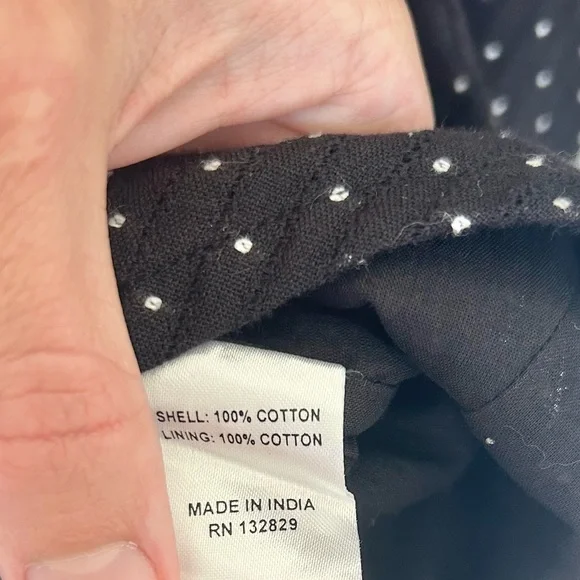 SHELL: 100% COTTON
LINING: 100% COTTON
MADE IN INDIA
RN 132829